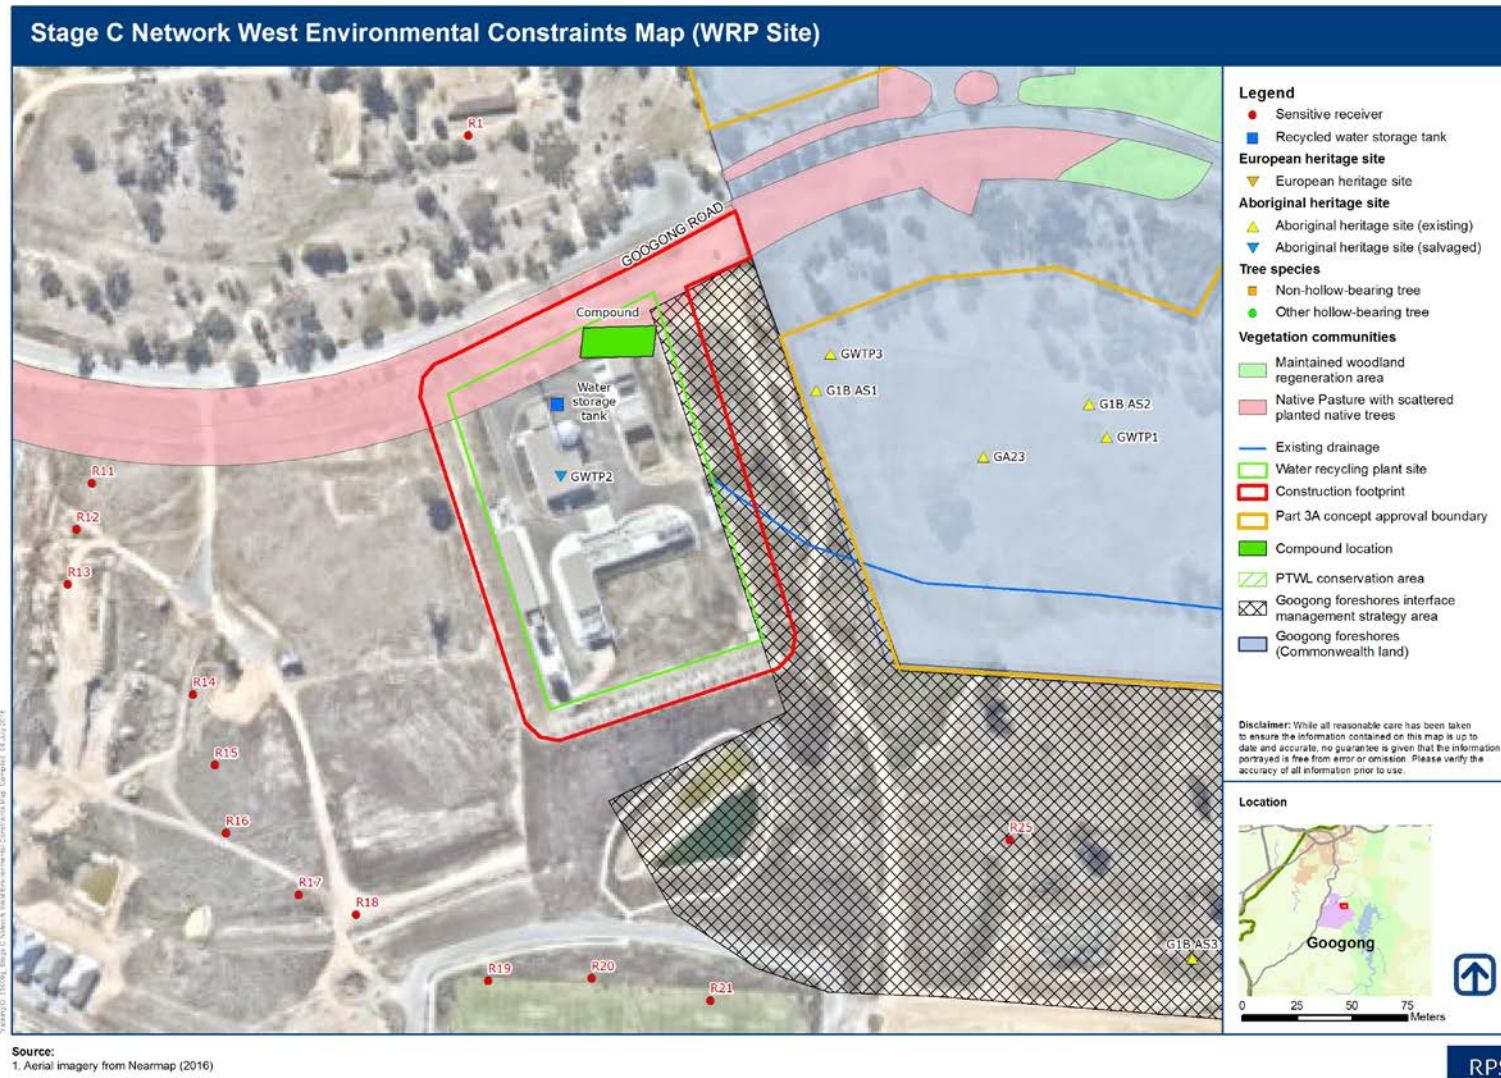 Stage C Network West Environmental Constraints Map (WRP Site)
R1
GOOGONG ROAD
Compound
Water
storage
tank
GWTP2
GWTP3
G1B AS1
G1B AS2
GWTP1
GA23
R11
R12
R13
R14
R15
R16
R17
R18
R19
R20
R21
R25
G1B AS3
Legend
Sensitive receiver
Recycled water storage tank
European heritage site
European heritage site
Aboriginal heritage site
Aboriginal heritage site (existing)
Aboriginal heritage site (salvaged)
Tree species
Non-hollow-bearing tree
Other hollow-bearing tree
Vegetation communities
Maintained woodland
regeneration area
Native Pasture with scattered
planted native trees
Existing drainage
Water recycling plant site
Construction footprint
Part 3A concept approval boundary
Compound location
PTWL conservation area
Googong foreshores interface
management strategy area
Googong foreshores
(Commonwealth land)
Disclaimer: While all reasonable care has been taken
to ensure the information contained on this map is up to
date and accurate, no guarantee is given that the information
portrayed is free from error or omission. Please verify the
accuracy of all information prior to use.
Location
Googong
0 25 50 75
Meters
Source:
1. Aerial imagery from Nearmap (2016)
RPS